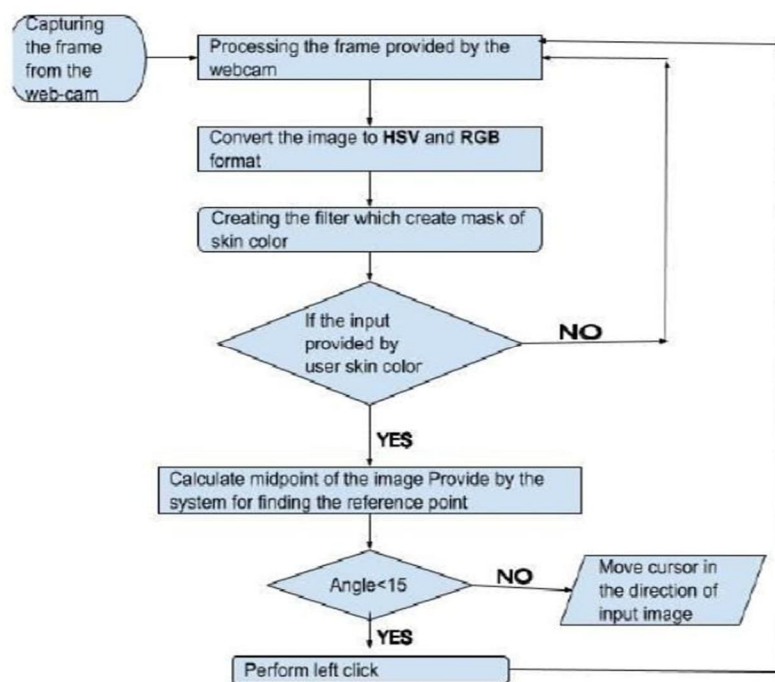 Capturing
the frame
from the
web-cam
Processing the frame provided by the
webcam
Convert the image to HSV and RGB
format
Creating the filter which create mask of
skin color
If the input
provided by
user skin color
NO
YES
Calculate midpoint of the image Provide by the
system for finding the reference point
Angle<15
NO
Move cursor in
the direction of
input image
YES
Perform left click